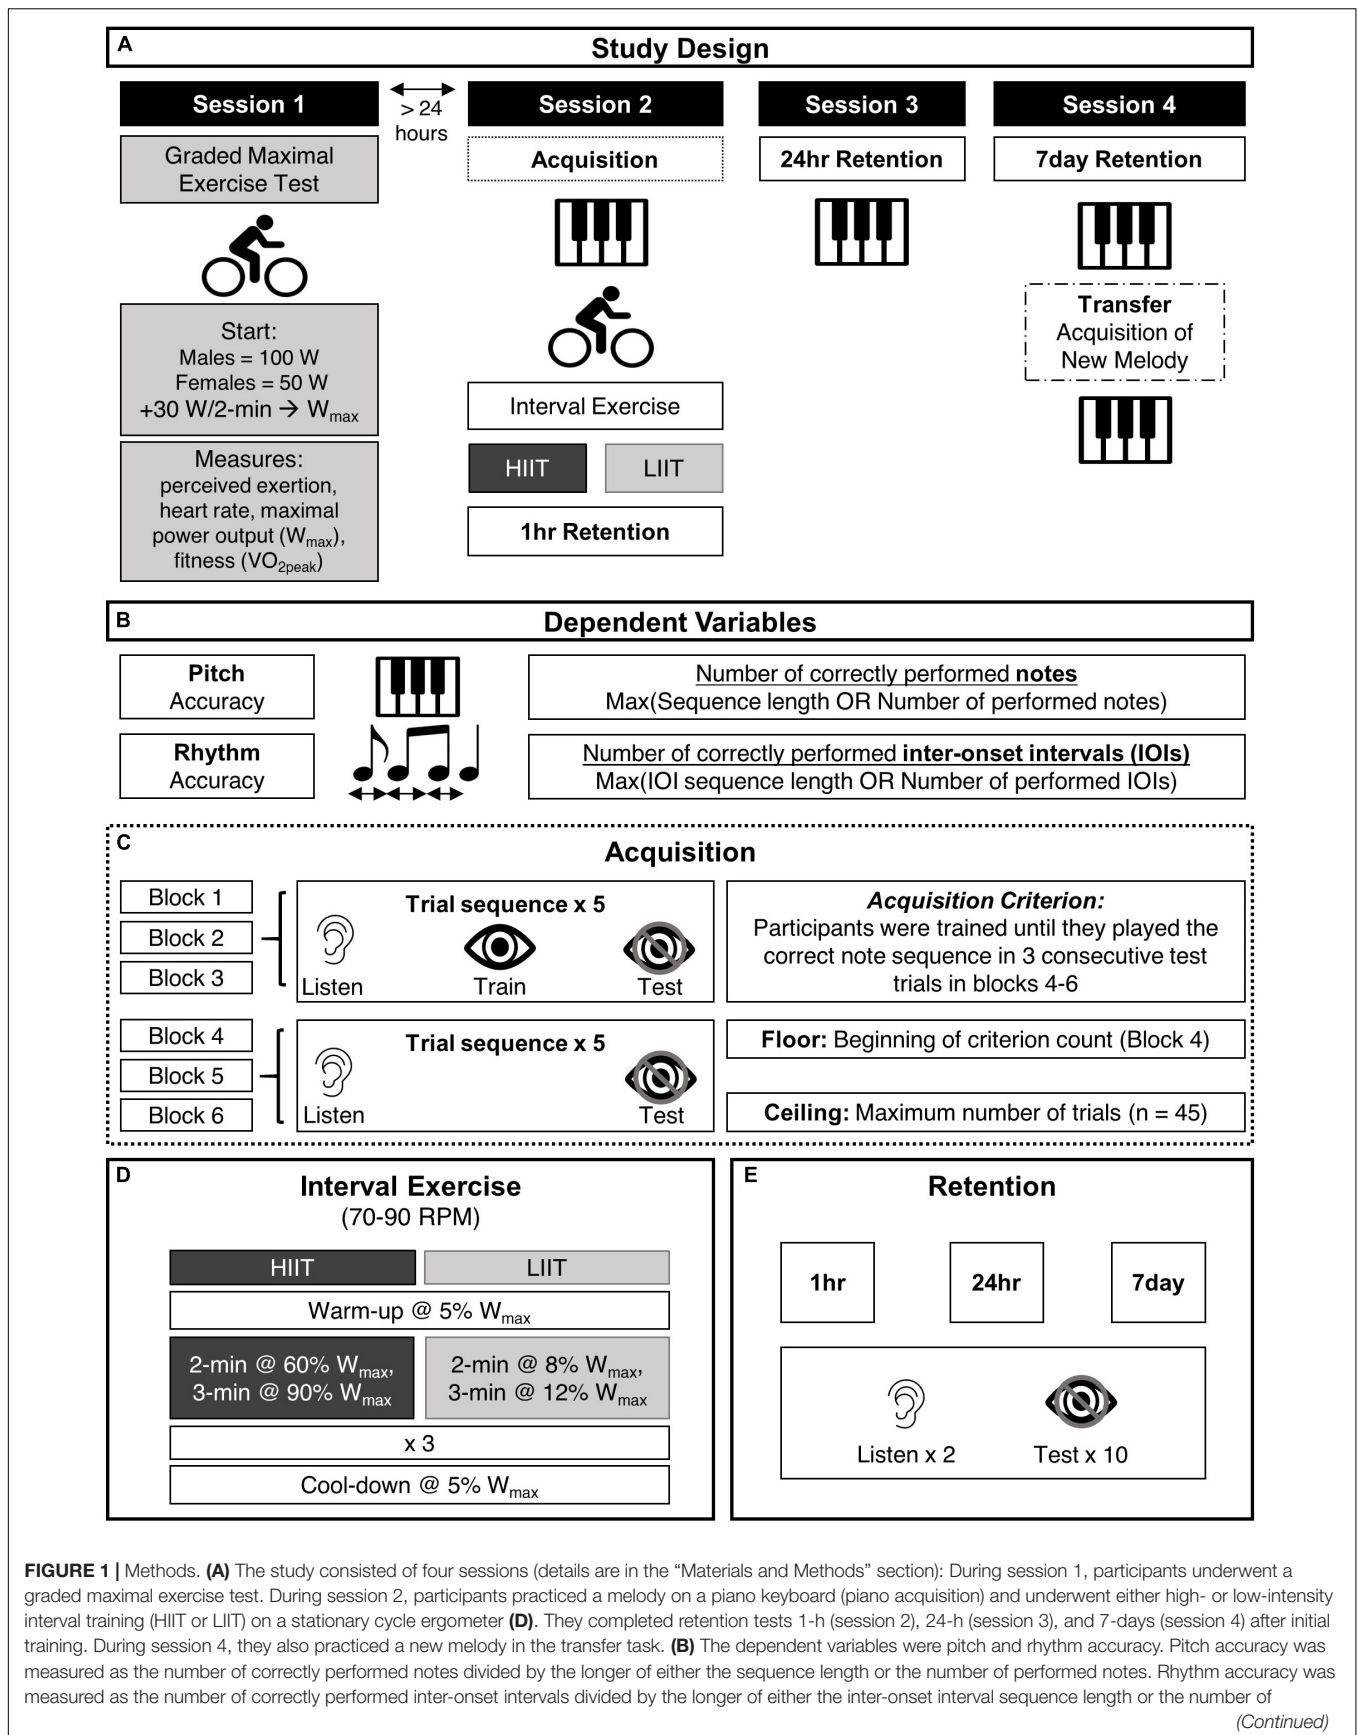 A
Study Design
Session 1
> 24
hours
Session 2
Session 3
Session 4
Graded Maximal
Exercise Test
Acquisition
24hr Retention
7day Retention
Start:
Males = 100 W
Females = 50 W
+30 W/2-min → Wmax
Transfer
Acquisition of
New Melody
Interval Exercise
HIIT
LIIT
1hr Retention
Measures:
perceived exertion,
heart rate, maximal
power output (Wmax),
fitness (VO2peak)
B
Dependent Variables
Pitch
Accuracy
Number of correctly performed notes
Max(Sequence length OR Number of performed notes)
Rhythm
Accuracy
Number of correctly performed inter-onset intervals (IOIs)
Max(IOI sequence length OR Number of performed IOIs)
C
Acquisition
Block 1
Block 2
Block 3
Trial sequence x 5
Listen
Train
Test
Acquisition Criterion:
Participants were trained until they played the
correct note sequence in 3 consecutive test
trials in blocks 4-6
Block 4
Block 5
Block 6
Trial sequence x 5
Listen
Test
Floor: Beginning of criterion count (Block 4)
Ceiling: Maximum number of trials (n = 45)
D
Interval Exercise
(70-90 RPM)
HIIT
LIIT
Warm-up @ 5% Wmax
2-min @ 60% Wmax,
3-min @ 90% Wmax
2-min @ 8% Wmax,
3-min @ 12% Wmax
x 3
Cool-down @ 5% Wmax
E
Retention
1hr
24hr
7day
Listen x 2
Test x 10
FIGURE 1 | Methods. (A) The study consisted of four sessions (details are in the “Materials and Methods” section): During session 1, participants underwent a
graded maximal exercise test. During session 2, participants practiced a melody on a piano keyboard (piano acquisition) and underwent either high- or low-intensity
interval training (HIIT or LIIT) on a stationary cycle ergometer (D). They completed retention tests 1-h (session 2), 24-h (session 3), and 7-days (session 4) after initial
training. During session 4, they also practiced a new melody in the transfer task. (B) The dependent variables were pitch and rhythm accuracy. Pitch accuracy was
measured as the number of correctly performed notes divided by the longer of either the sequence length or the number of performed notes. Rhythm accuracy was
measured as the number of correctly performed inter-onset intervals divided by the longer of either the inter-onset interval sequence length or the number of
(Continued)